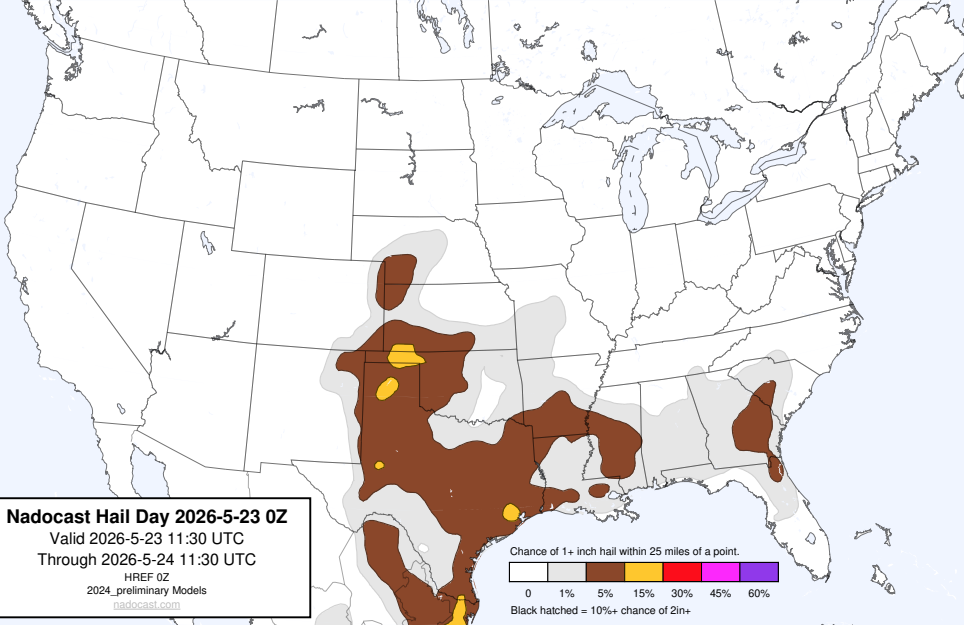 Nadocast Hail Day 2026-5-23 0Z
Valid 2026-5-23 11:30 UTC
Through 2026-5-24 11:30 UTC
HREF 0Z
2024_preliminary Models
nadocast.com
Chance of 1+ inch hail within 25 miles of a point.
0 1% 5% 15% 30% 45% 60%
Black hatched = 10%+ chance of 2in+